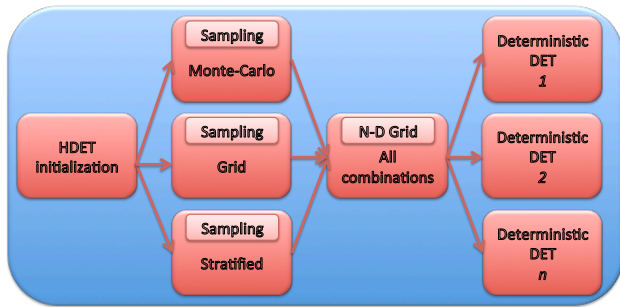 HDET
initialization
Sampling
Monte-Carlo
Sampling
Grid
Sampling
Stratified
N-D Grid
All
combinations
Deterministic
DET
1
Deterministic
DET
2
Deterministic
DET
n